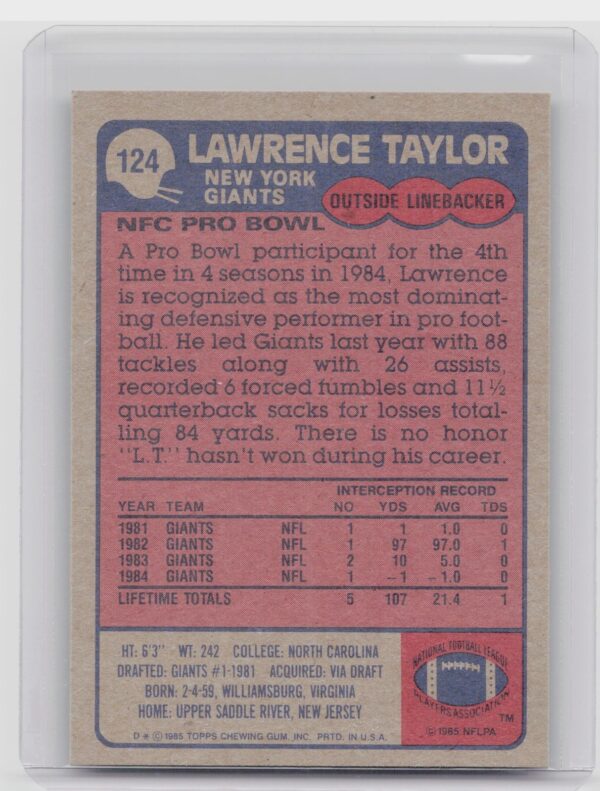 124
LAWRENCE TAYLOR
NEW YORK
GIANTS
OUTSIDE LINEBACKER
NFC PRO BOWL
A Pro Bowl participant for the 4th
time in 4 seasons in 1984, Lawrence
is recognized as the most dominat-
ing defensive performer in pro foot-
ball. He led Giants last year with 88
tackles along with 26 assists,
recorded 6 forced fumbles and 11½
quarterback sacks for losses total-
ling 84 yards. There is no honor
"L.T." hasn't won during his career.
INTERCEPTION RECORD
YEAR TEAM NO YDS AVG TDS
1981 GIANTS NFL 1 1 1.0 0
1982 GIANTS NFL 1 97 97.0 1
1983 GIANTS NFL 2 10 5.0 0
1984 GIANTS NFL 1 -1 -1.0 0
LIFETIME TOTALS 5 107 21.4 1
HT: 6'3" WT: 242 COLLEGE: NORTH CAROLINA
DRAFTED: GIANTS #1-1981 ACQUIRED: VIA DRAFT
BORN: 2-4-59, WILLIAMSBURG, VIRGINIA
HOME: UPPER SADDLE RIVER, NEW JERSEY
D* © 1985 TOPPS CHEWING GUM, INC. PRTD. IN U.S.A.
NATIONAL FOOTBALL LEAGUE
PLAYERS ASSOCIATION
TM
© 1985 NFLPA